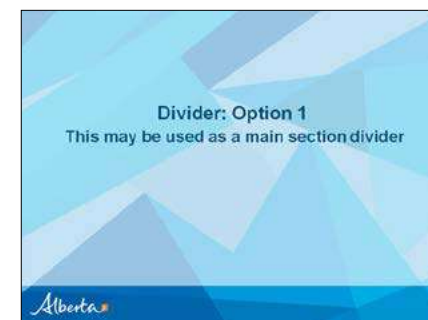 Divider: Option 1
This may be used as a main section divider
Alberta